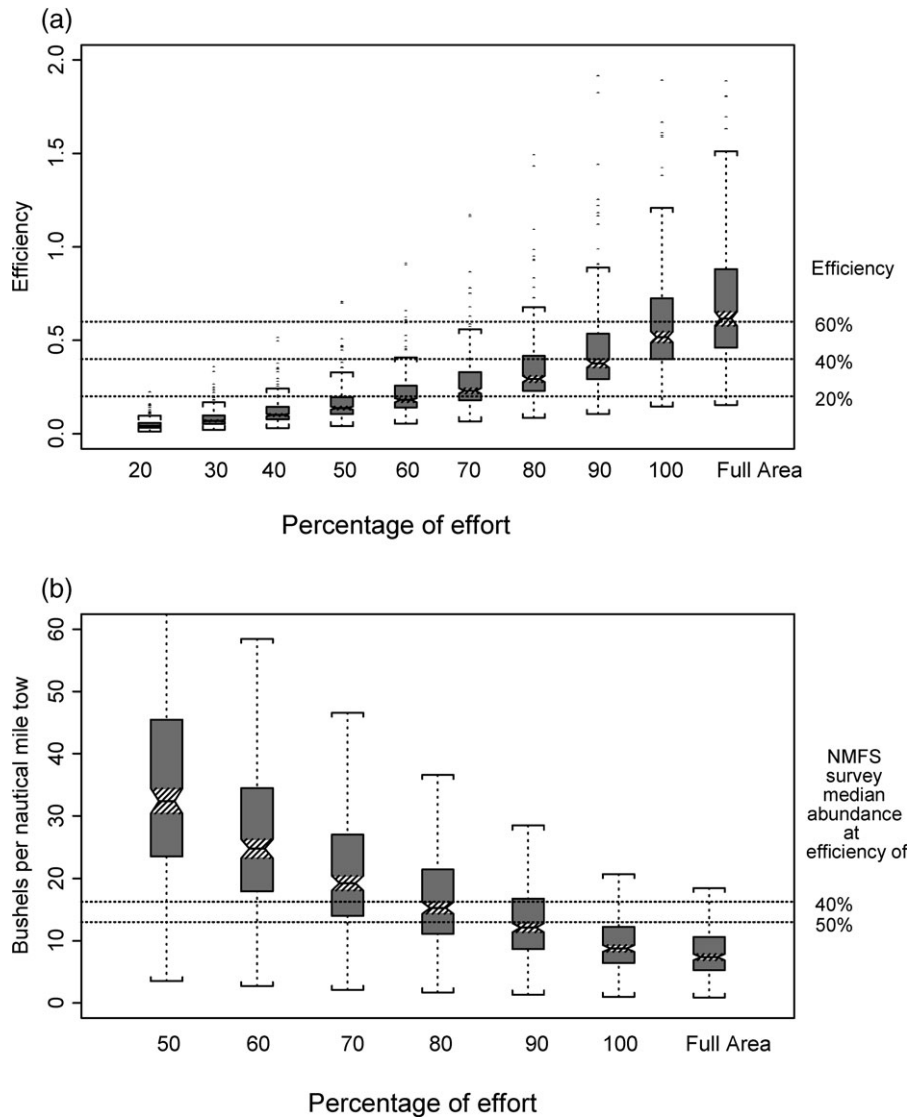 (a)
2.0
1.5
1.0
0.5
0.0
Efficiency
Efficiency
60%
40%
20%
20 30 40 50 60 70 80 90 100 Full Area
Percentage of effort
(b)
60
50
40
30
20
10
0
Bushels per nautical mile tow
NMFS
survey
median
abundance
at
efficiency of
40%
50%
50 60 70 80 90 100 Full Area
Percentage of effort